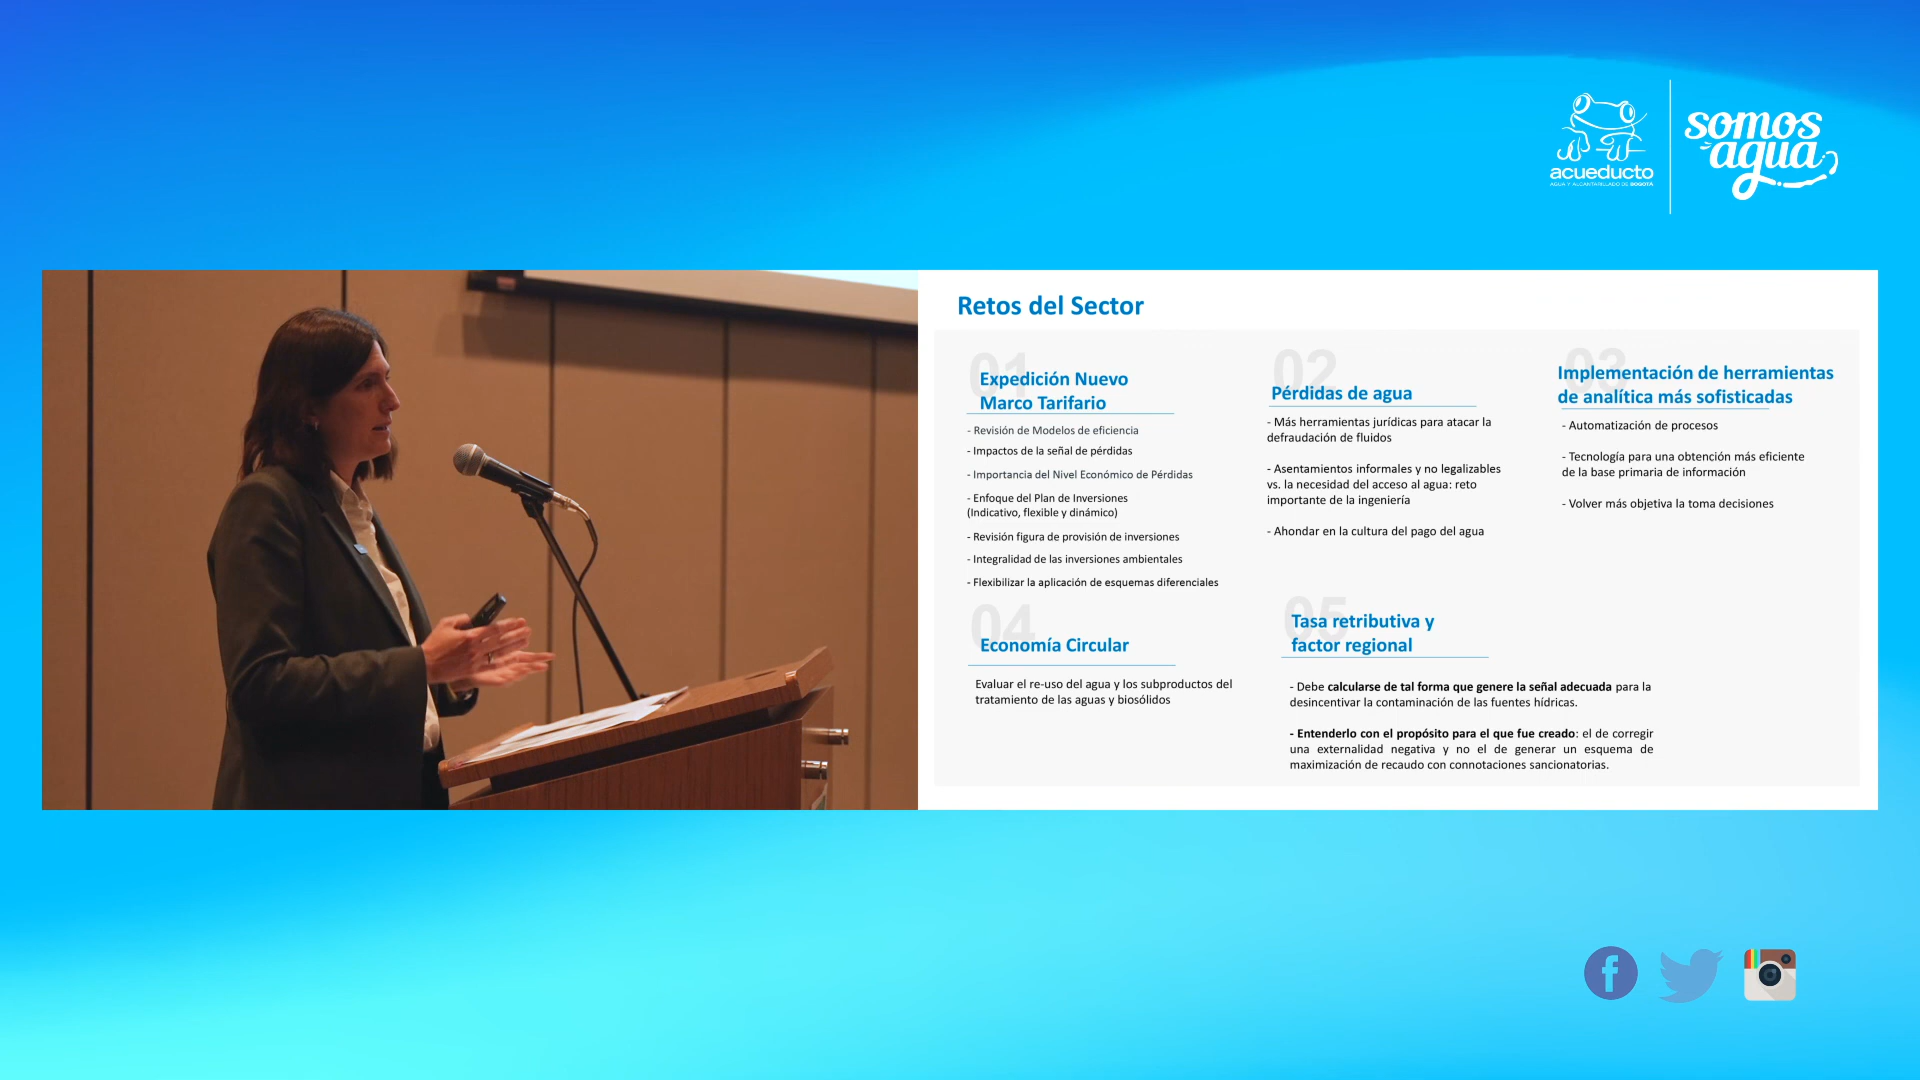 acueducto
AGUA Y ALCANTARILLADO DE BOGOTÁ
somos
agua
Retos del Sector
01
Expedición Nuevo
Marco Tarifario
- Revisión de Modelos de eficiencia
- Impactos de la señal de pérdidas
- Importancia del Nivel Económico de Pérdidas
- Enfoque del Plan de Inversiones
(Indicativo, flexible y dinámico)
- Revisión figura de provisión de inversiones
- Integralidad de las inversiones ambientales
- Flexibilizar la aplicación de esquemas diferenciales
02
Pérdidas de agua
- Más herramientas jurídicas para atacar la
defraudación de fluidos
- Asentamientos informales y no legalizables
vs. la necesidad del acceso al agua: reto
importante de la ingeniería
- Ahondar en la cultura del pago del agua
03
Implementación de herramientas
de analítica más sofisticadas
- Automatización de procesos
- Tecnología para una obtención más eficiente
de la base primaria de información
- Volver más objetiva la toma decisiones
04
Economía Circular
Evaluar el re-uso del agua y los subproductos del
tratamiento de las aguas y biosólidos
05
Tasa retributiva y
factor regional
- Debe calcularse de tal forma que genere la señal adecuada para la
desincentivar la contaminación de las fuentes hídricas.
- Entenderlo con el propósito para el que fue creado: el de corregir
una externalidad negativa y no el de generar un esquema de
maximización de recaudo con connotaciones sancionatorias.